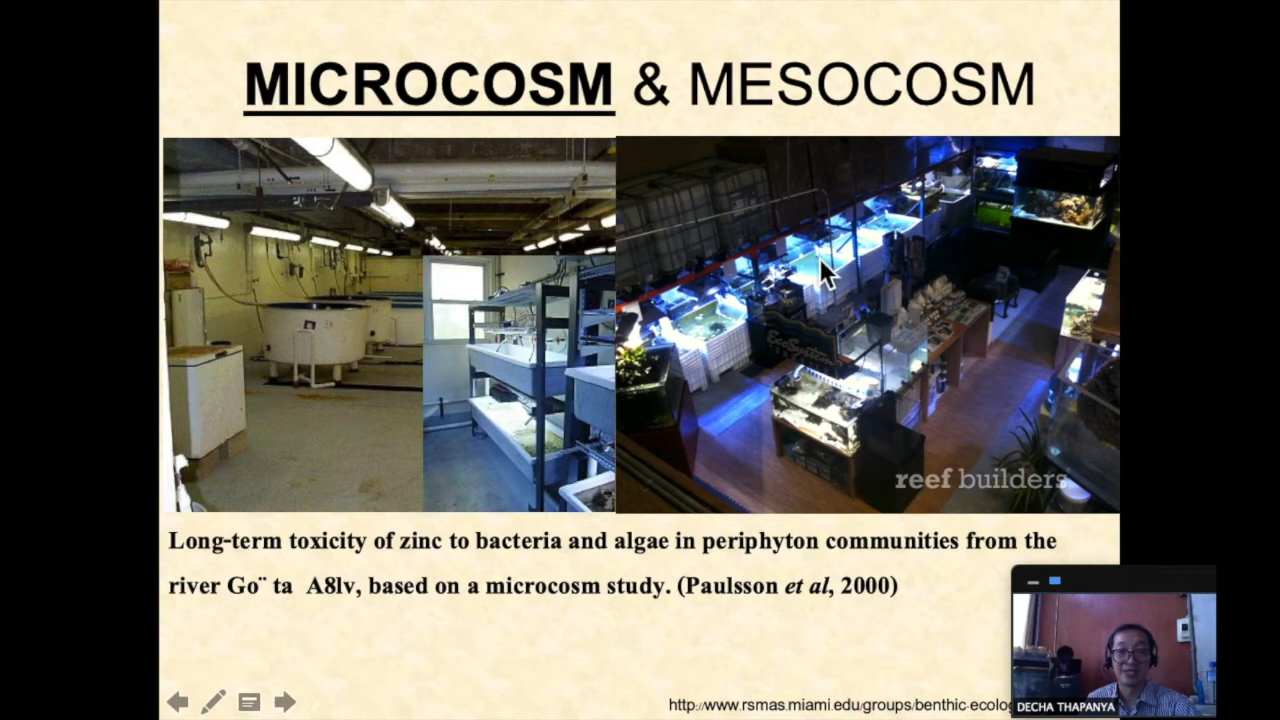 MICROCOSM & MESOCOSM
reef builders
Long-term toxicity of zinc to bacteria and algae in periphyton communities from the
river Go¨ ta A8lv, based on a microcosm study. (Paulsson et al, 2000)
http://www.rsmas.miami.edu/groups/benthic-ecolog
DECHA THAPANYA